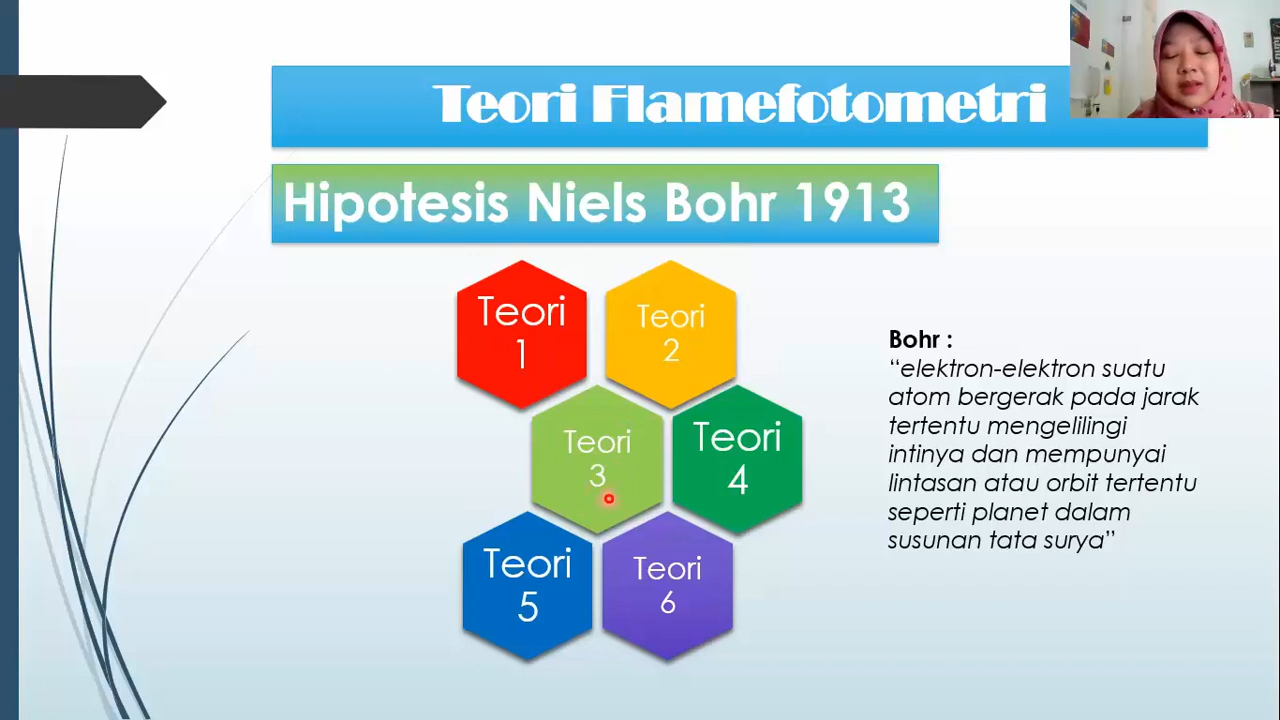 Teori Flamefotometri
Hipotesis Niels Bohr 1913
Teori
1
Teori
2
Teori
3
Teori
4
Teori
5
Teori
6
Bohr :
“elektron-elektron suatu
atom bergerak pada jarak
tertentu mengelilingi
intinya dan mempunyai
lintasan atau orbit tertentu
seperti planet dalam
susunan tata surya”